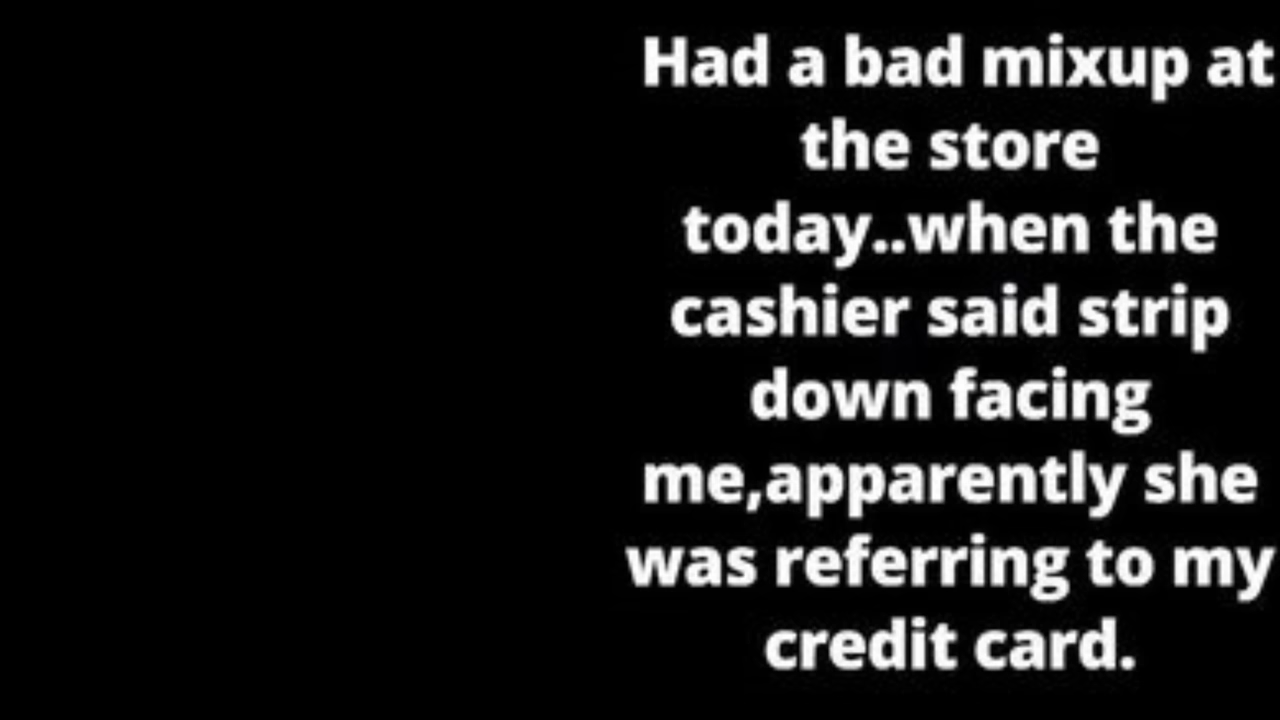 Had a bad mixup at
the store
today..when the
cashier said strip
down facing
me,apparently she
was referring to my
credit card.